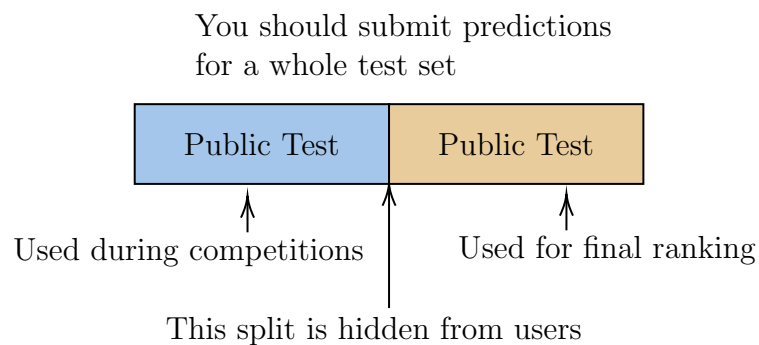 You should submit predictions
for a whole test set
Public Test
Public Test
Used during competitions
Used for final ranking
This split is hidden from users